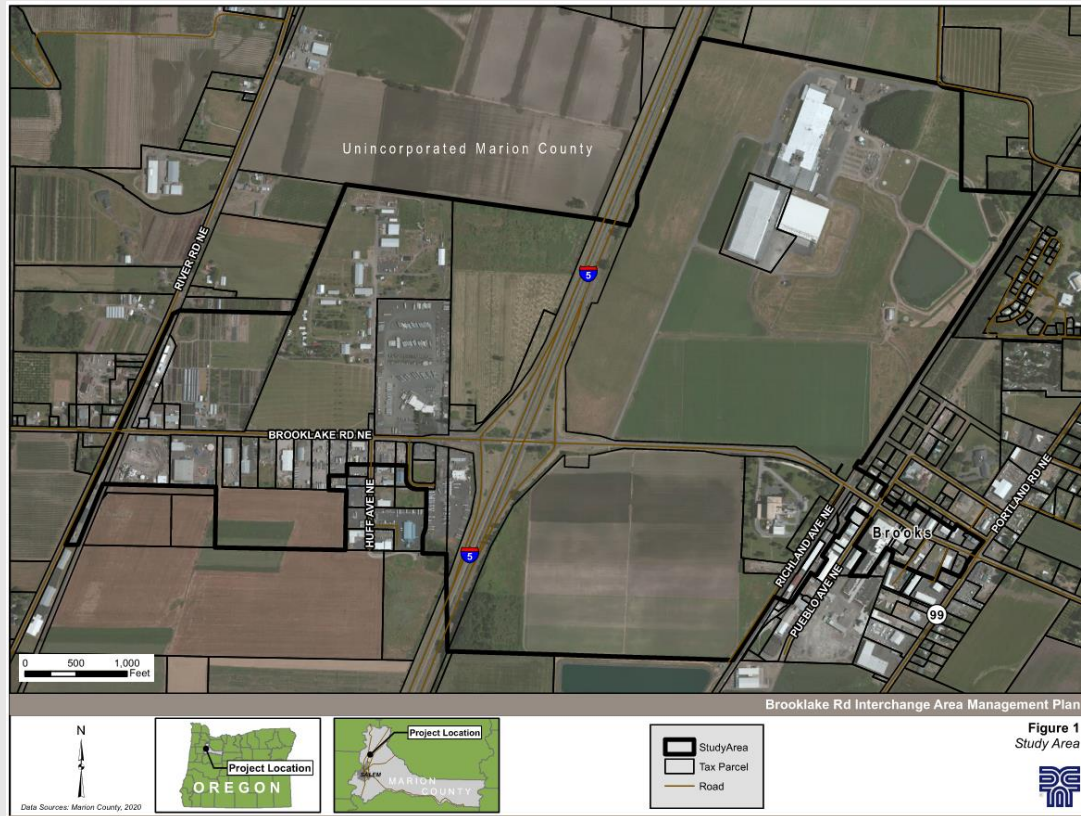 Unincorporated Marion County
RIVER RD NE
5
BROOKLAKE RD NE
HUFF AVE NE
5
RICHLAND AVE NE
PUEBLO AVE NE
Brooks
PORTLAND RD NE
99
0 500 1,000
Feet
Brooklake Rd Interchange Area Management Plan
N
Data Sources: Marion County, 2020
Project Location
OREGON
Project Location
SALEM
MARION
COUNTY
StudyArea
Tax Parcel
Road
Figure 1
Study Area